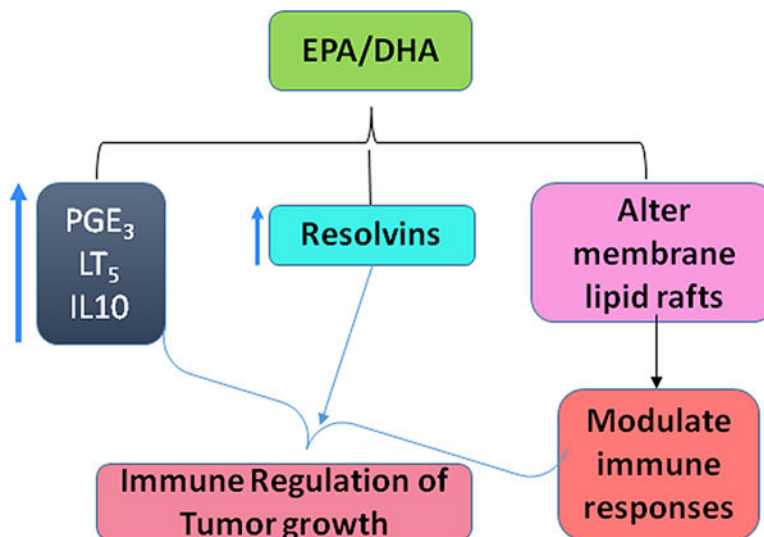 EPA/DHA
PGE₃
LT₅
IL10
Resolvins
Alter
membrane
lipid rafts
Modulate
immune
responses
Immune Regulation of
Tumor growth